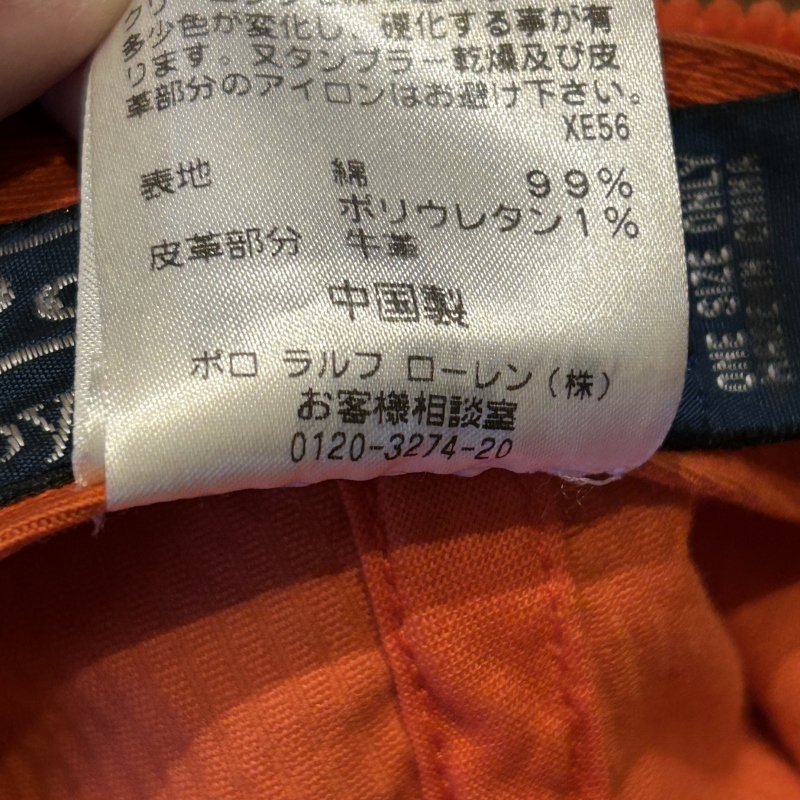 多少色が変化し、硬化する事が有
ります。又タンブラー乾燥及び皮
革部分のアイロンはお避け下さい。
XE56
表地 綿 99%
ポリウレタン1%
皮革部分 牛革
中国製
ポロ ラルフ ローレン(株)
お客様相談室
0120-3274-20
ONE SIZE ONLY
MADE IN CHINA